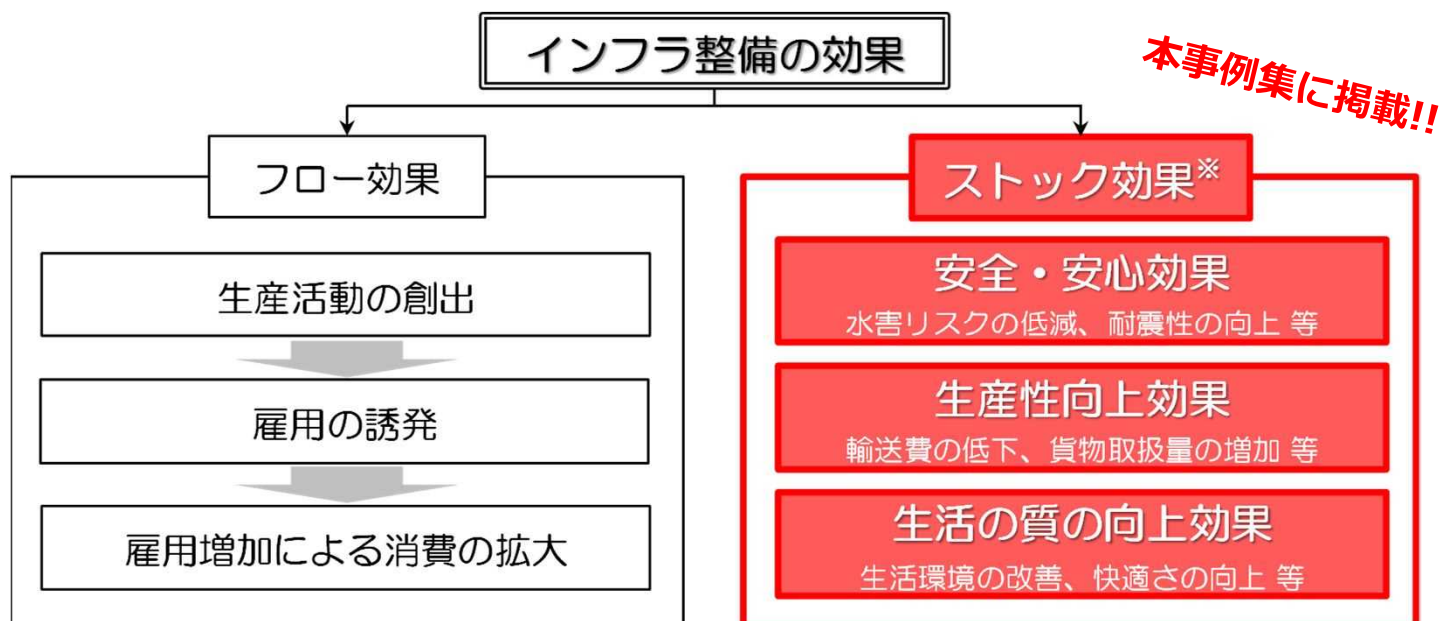 インフラ整備の効果
本事例集に掲載!!
フロー効果
生産活動の創出
雇用の誘発
雇用増加による消費の拡大
ストック効果※
安全・安心効果
水害リスクの低減、耐震性の向上 等
生産性向上効果
輸送費の低下、貨物取扱量の増加 等
生活の質の向上効果
生活環境の改善、快適さの向上 等